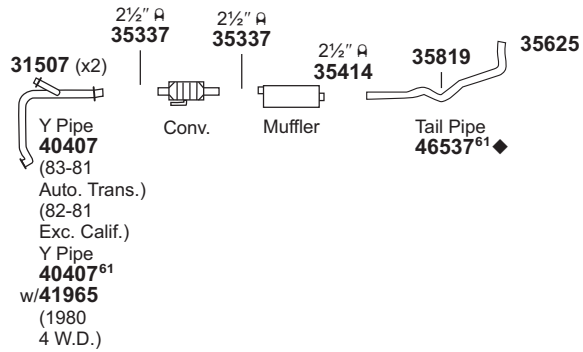 2½″
35337
2½″
35337
2½″
35414
35819
35625
31507 (x2)
Conv.
Muffler
Tail Pipe
46537⁶¹◆
Y Pipe
40407
(83-81
Auto. Trans.)
(82-81
Exc. Calif.)
Y Pipe
40407⁶¹
w/41965
(1980
4 W.D.)